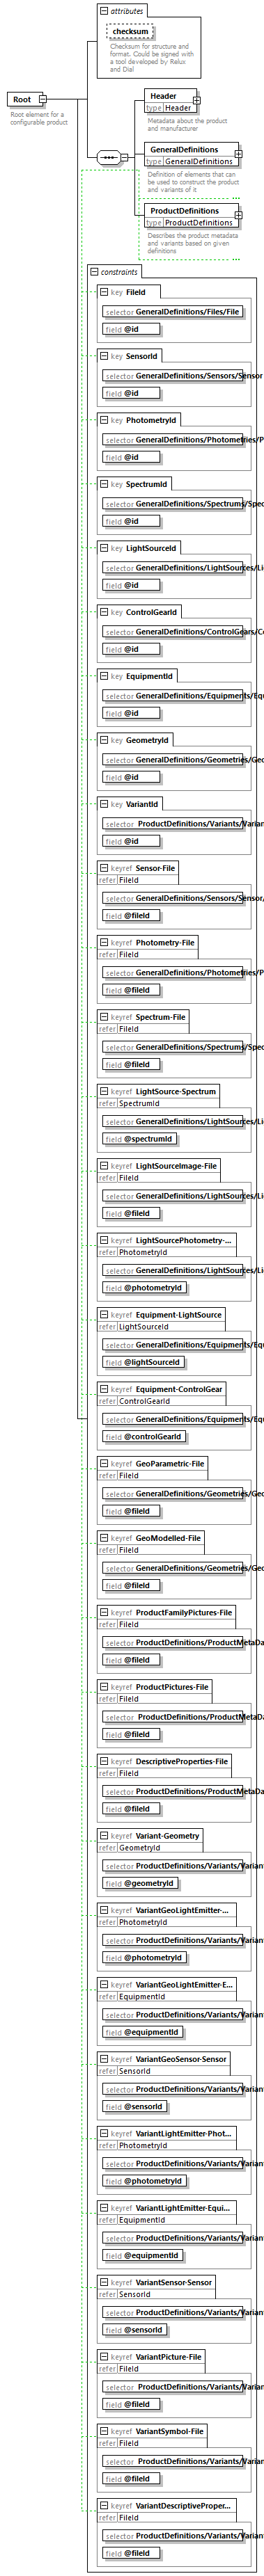 attributes
checksum
Checksum for structure and
format. Could be signed with
a tool developed by Relux
and Dial
Root
Root element for a
configurable product
Header
type Header
Metadata about the product
and manufacturer
GeneralDefinitions
type GeneralDefinitions
Definition of elements that can
be used to construct the product
and variants of it
ProductDefinitions
type ProductDefinitions
Describes the product metadata
and variants based on given
definitions
constraints
key FileId
selector GeneralDefinitions/Files/File
field @id
key SensorId
selector GeneralDefinitions/Sensors/Sensor
field @id
key PhotometryId
selector GeneralDefinitions/Photometries/P
field @id
key SpectrumId
selector GeneralDefinitions/Spectrums/Spec
field @id
key LightSourceId
selector GeneralDefinitions/LightSources/Li
field @id
key ControlGearId
selector GeneralDefinitions/ControlGears/Co
field @id
key EquipmentId
selector GeneralDefinitions/Equipments/Equ
field @id
key GeometryId
selector GeneralDefinitions/Geometries/Geo
field @id
key VariantId
selector ProductDefinitions/Variants/Varian
field @id
keyref Sensor-File
refer FileId
selector GeneralDefinitions/Sensors/Sensor/
field @fileId
keyref Photometry-File
refer FileId
selector GeneralDefinitions/Photometries/P
field @fileId
keyref Spectrum-File
refer FileId
selector GeneralDefinitions/Spectrums/Spec
field @fileId
keyref LightSource-Spectrum
refer SpectrumId
selector GeneralDefinitions/LightSources/Li
field @spectrumId
keyref LightSourceImage-File
refer FileId
selector GeneralDefinitions/LightSources/Li
field @fileId
keyref LightSourcePhotometry-...
refer PhotometryId
selector GeneralDefinitions/LightSources/Li
field @photometryId
keyref Equipment-LightSource
refer LightSourceId
selector GeneralDefinitions/Equipments/Equ
field @lightSourceId
keyref Equipment-ControlGear
refer ControlGearId
selector GeneralDefinitions/Equipments/Equ
field @controlGearId
keyref GeoParametric-File
refer FileId
selector GeneralDefinitions/Geometries/Geo
field @fileId
keyref GeoModelled-File
refer FileId
selector GeneralDefinitions/Geometries/Geo
field @fileId
keyref ProductFamilyPictures-File
refer FileId
selector ProductDefinitions/ProductMetaDa
field @fileId
keyref ProductPictures-File
refer FileId
selector ProductDefinitions/ProductMetaDa
field @fileId
keyref DescriptiveProperties-File
refer FileId
selector ProductDefinitions/ProductMetaDa
field @fileId
keyref Variant-Geometry
refer GeometryId
selector ProductDefinitions/Variants/Varian
field @geometryId
keyref VariantGeoLightEmitter-...
refer PhotometryId
selector ProductDefinitions/Variants/Varian
field @photometryId
keyref VariantGeoLightEmitter-E...
refer EquipmentId
selector ProductDefinitions/Variants/Varian
field @equipmentId
keyref VariantGeoSensor-Sensor
refer SensorId
selector ProductDefinitions/Variants/Varian
field @sensorId
keyref VariantLightEmitter-Phot...
refer PhotometryId
selector ProductDefinitions/Variants/Varian
field @photometryId
keyref VariantLightEmitter-Equi...
refer EquipmentId
selector ProductDefinitions/Variants/Varian
field @equipmentId
keyref VariantSensor-Sensor
refer SensorId
selector ProductDefinitions/Variants/Varian
field @sensorId
keyref VariantPicture-File
refer FileId
selector ProductDefinitions/Variants/Varian
field @fileId
keyref VariantSymbol-File
refer FileId
selector ProductDefinitions/Variants/Varian
field @fileId
keyref VariantDescriptiveProper...
refer FileId
selector ProductDefinitions/Variants/Varian
field @fileId